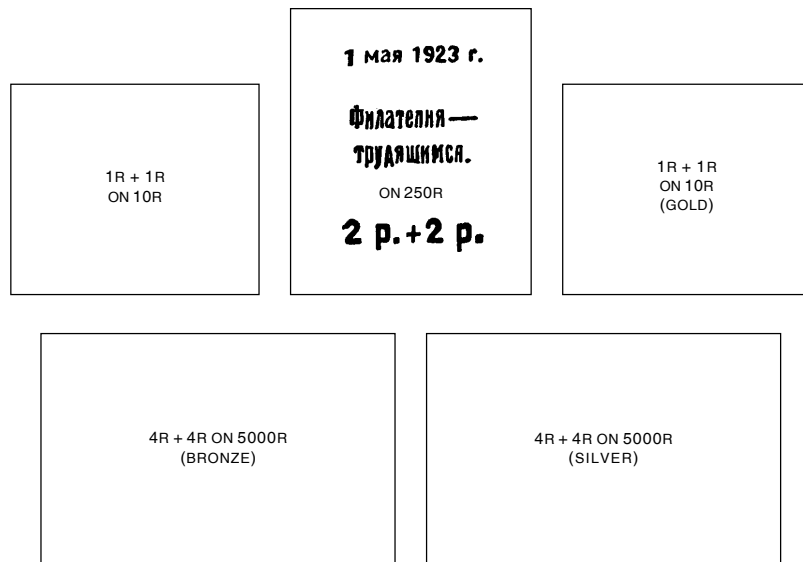 1R + 1R
ON 10R
1 мая 1923 г.
Филателия—
трудящимся.
ON 250R
2 р.+2 р.
1R + 1R
ON 10R
(GOLD)
4R + 4R ON 5000R
(BRONZE)
4R + 4R ON 5000R
(SILVER)